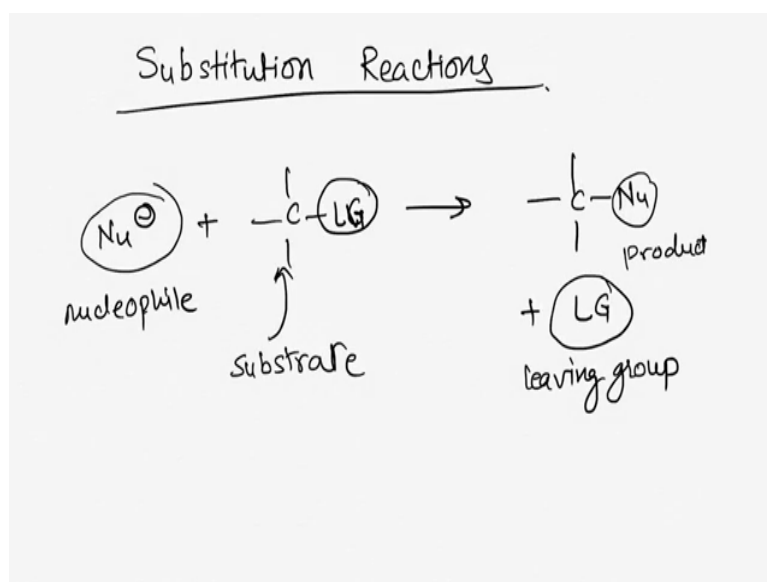 Substitution Reactions
Nu⊖ + —C—LG → —C—Nu
nucleophile
substrate
product
+ LG
leaving group